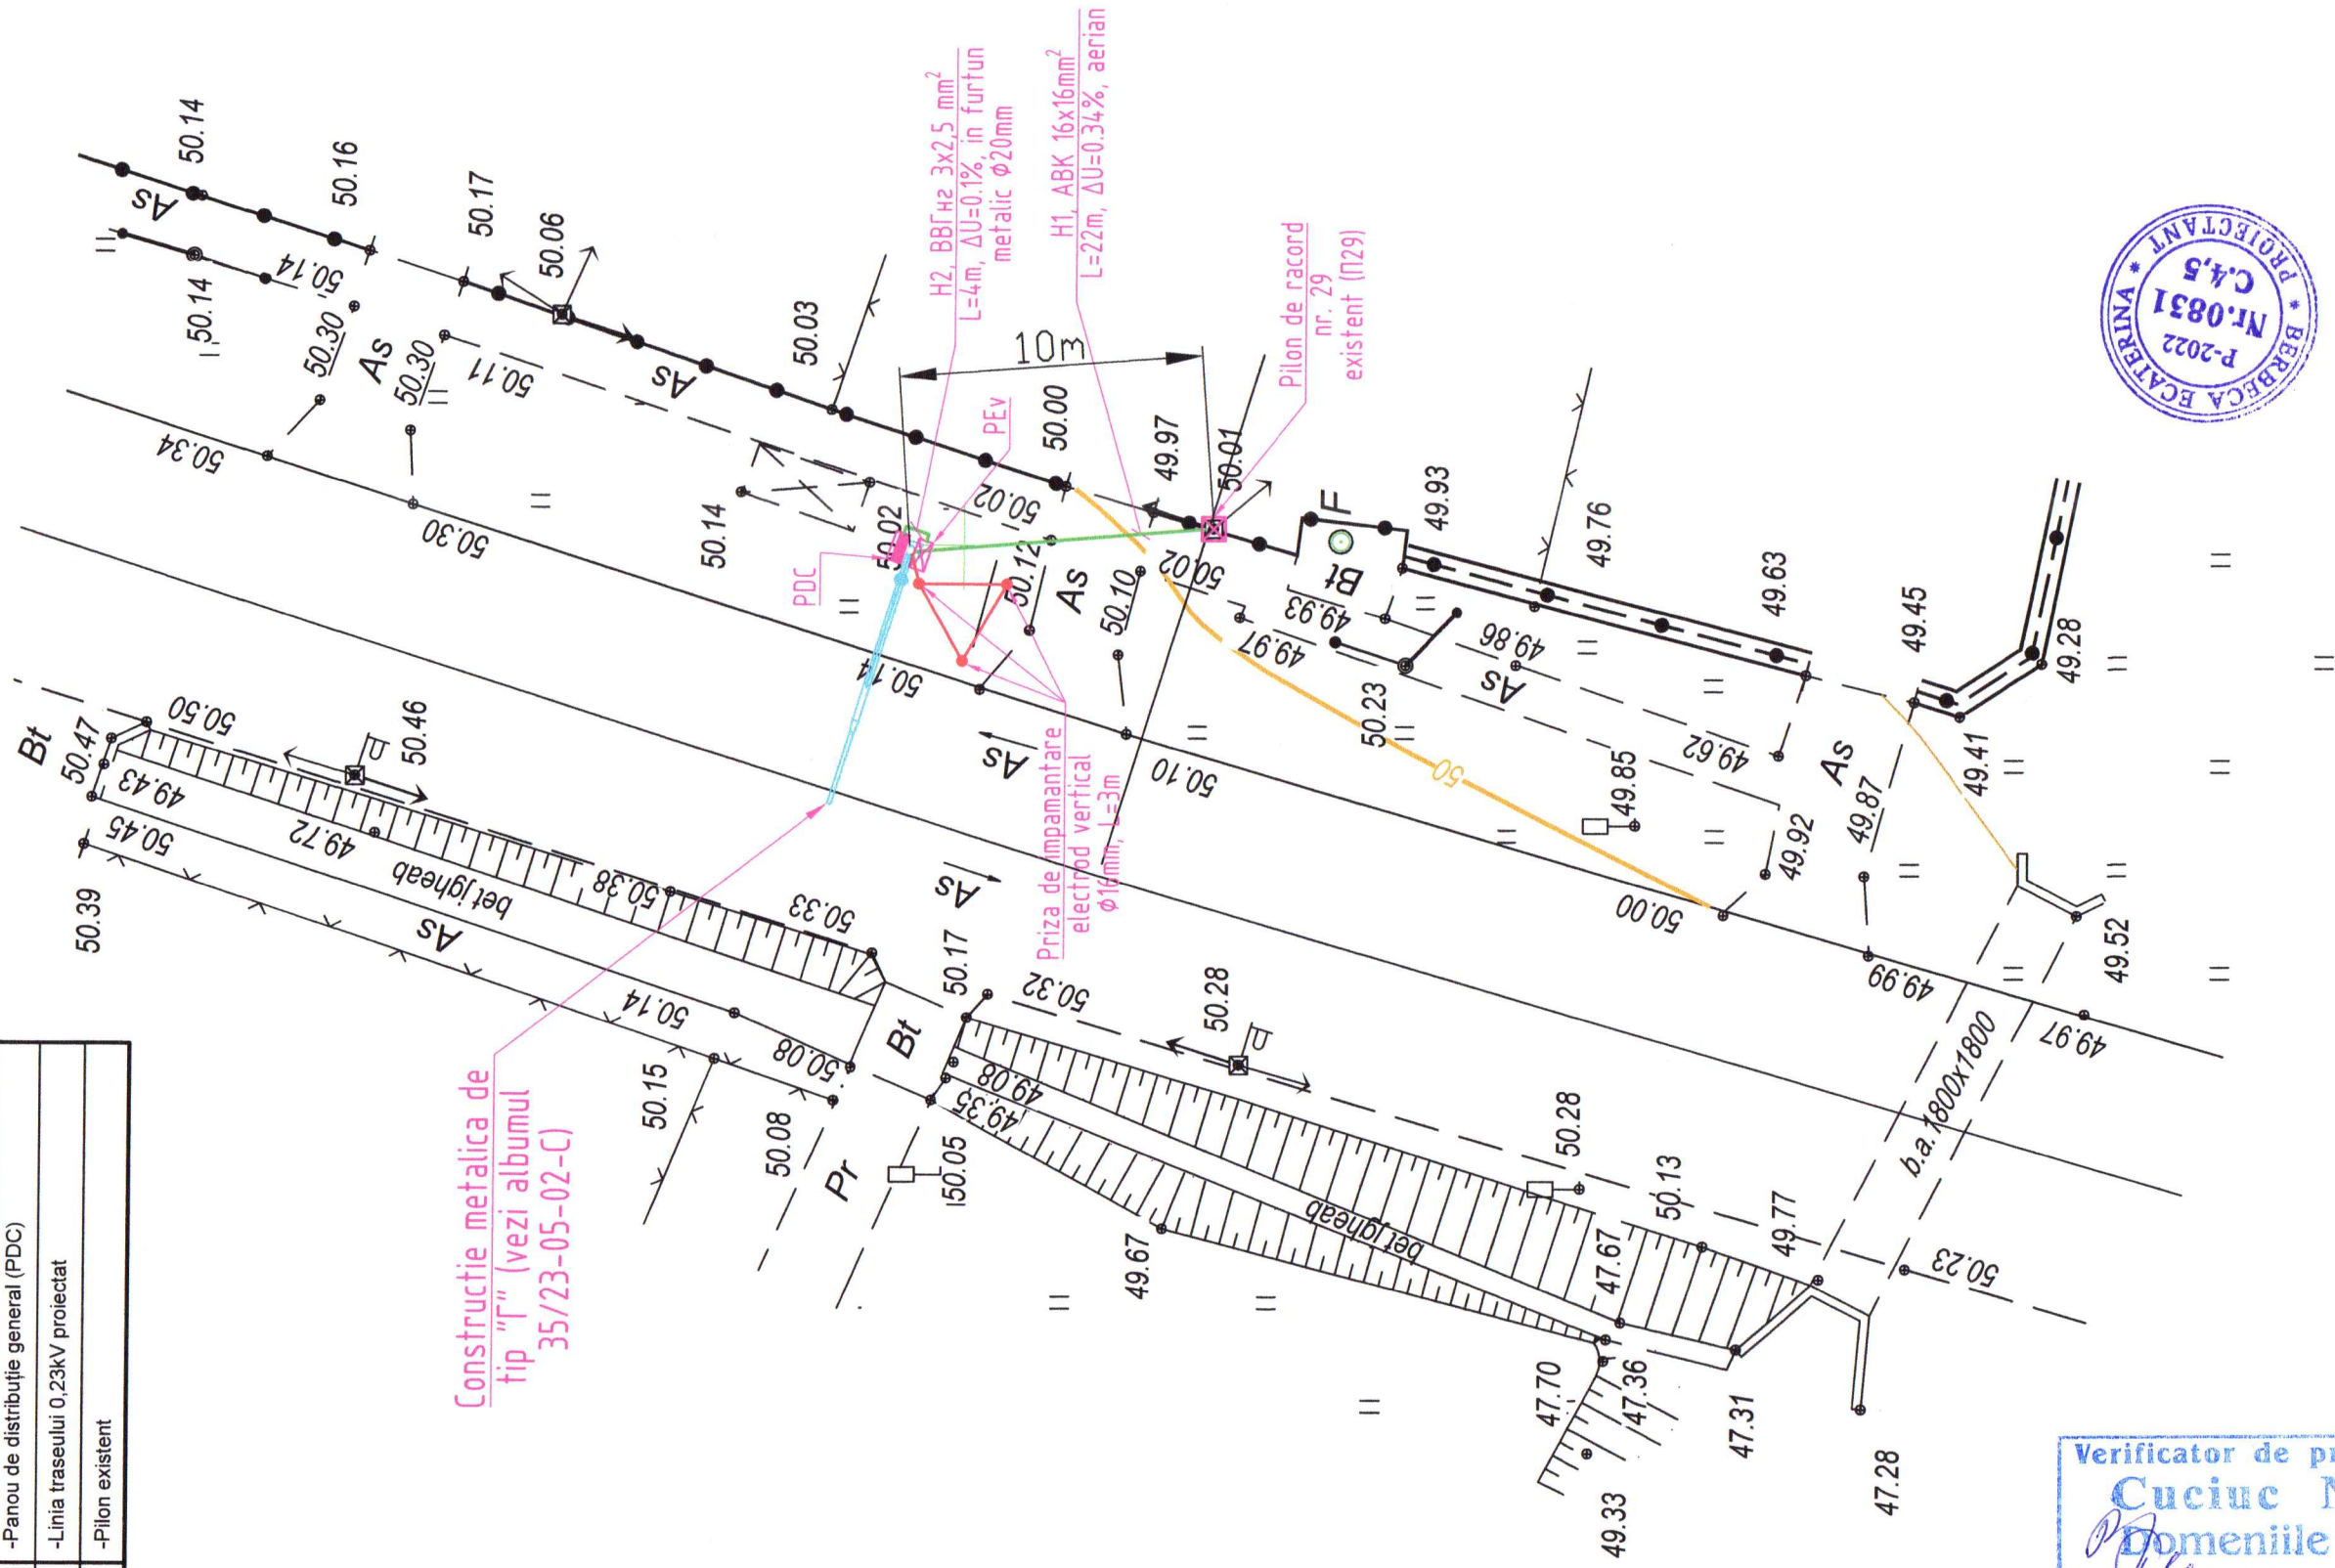 -Panou de distribuție general (PDC)
-Linia traseului 0,23kV proiectat
-Pilon existent
Constructie metalica de
tip "Г" (vezi albumul
35/23-05-02-C)
H2, ВВГнг 3x2,5 mm²
L=4m, ΔU=0.1%, in furtun
metalic ϕ20mm
H1, АВК 16x16mm²
L=22m, ΔU=0.34%, aerian
Pilon de racord
nr. 29
existent (П29)
10m
PEv
PDC
Priza de impamantare
electrod vertical
ϕ16mm, L=3m
50.14
As
50.16
50.14
50.14
50.17
50.06
50.30
As
50.30
50.11
As
50.03
50.34
50.30
50.14
50.02
50.02
50.00
49.97
50.01
50.12
As
50.10
50.02
50.14
As
50.10
F
Bt
49.93
49.93
49.97
49.86
As
49.76
49.63
49.62
50.23
49.85
50
49.92
As
49.87
49.45
49.28
49.41
49.52
50.00
49.99
49.97
b.a.1800x1800
Bt
50.47
50.50
49.43
50.45
50.46
49.72
bet jgheab
50.39
As
50.38
50.33
As
50.14
50.08
50.15
50.08
Pr
Bt
50.17
50.32
50.28
49.08
49.35
50.05
50.28
50.13
49.67
bet jgheab
47.67
49.77
50.23
47.70
47.36
47.31
47.28
49.33
* BERBECA ECATERINA * PROIECTANT
P-2022
Nr.0831
C.4,5
Verificator de pr
Cuciuc
Domeniile